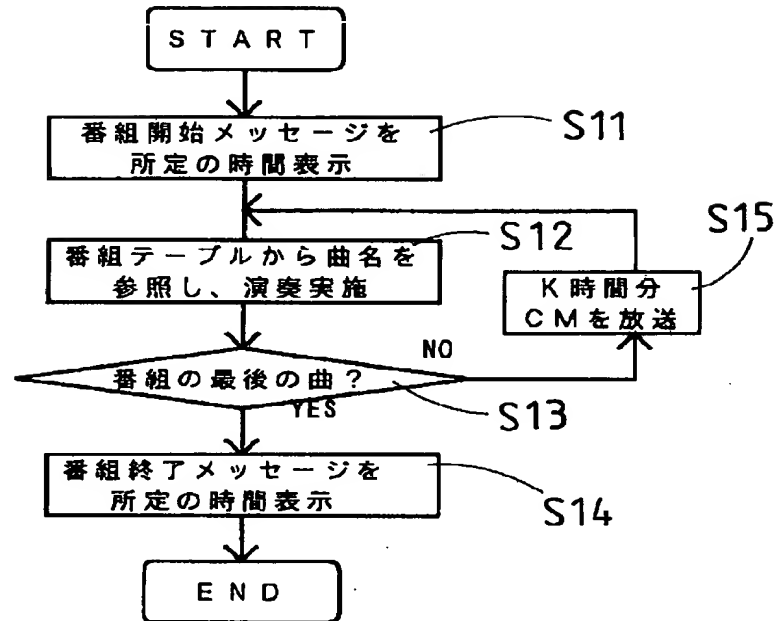 START
番組開始メッセージを
所定の時間表示
S11
番組テーブルから曲名を
参照し、演奏実施
S12
S15
K時間分
CMを放送
番組の最後の曲?
NO
YES
S13
番組終了メッセージを
所定の時間表示
S14
END